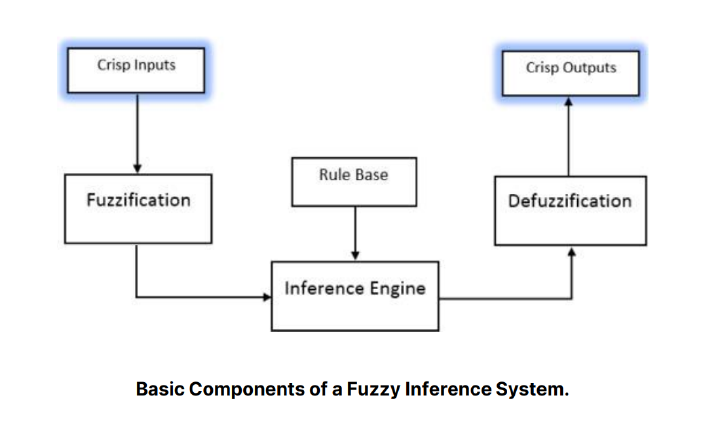 Crisp Inputs
Crisp Outputs
Rule Base
Fuzzification
Defuzzification
Inference Engine
Basic Components of a Fuzzy Inference System.